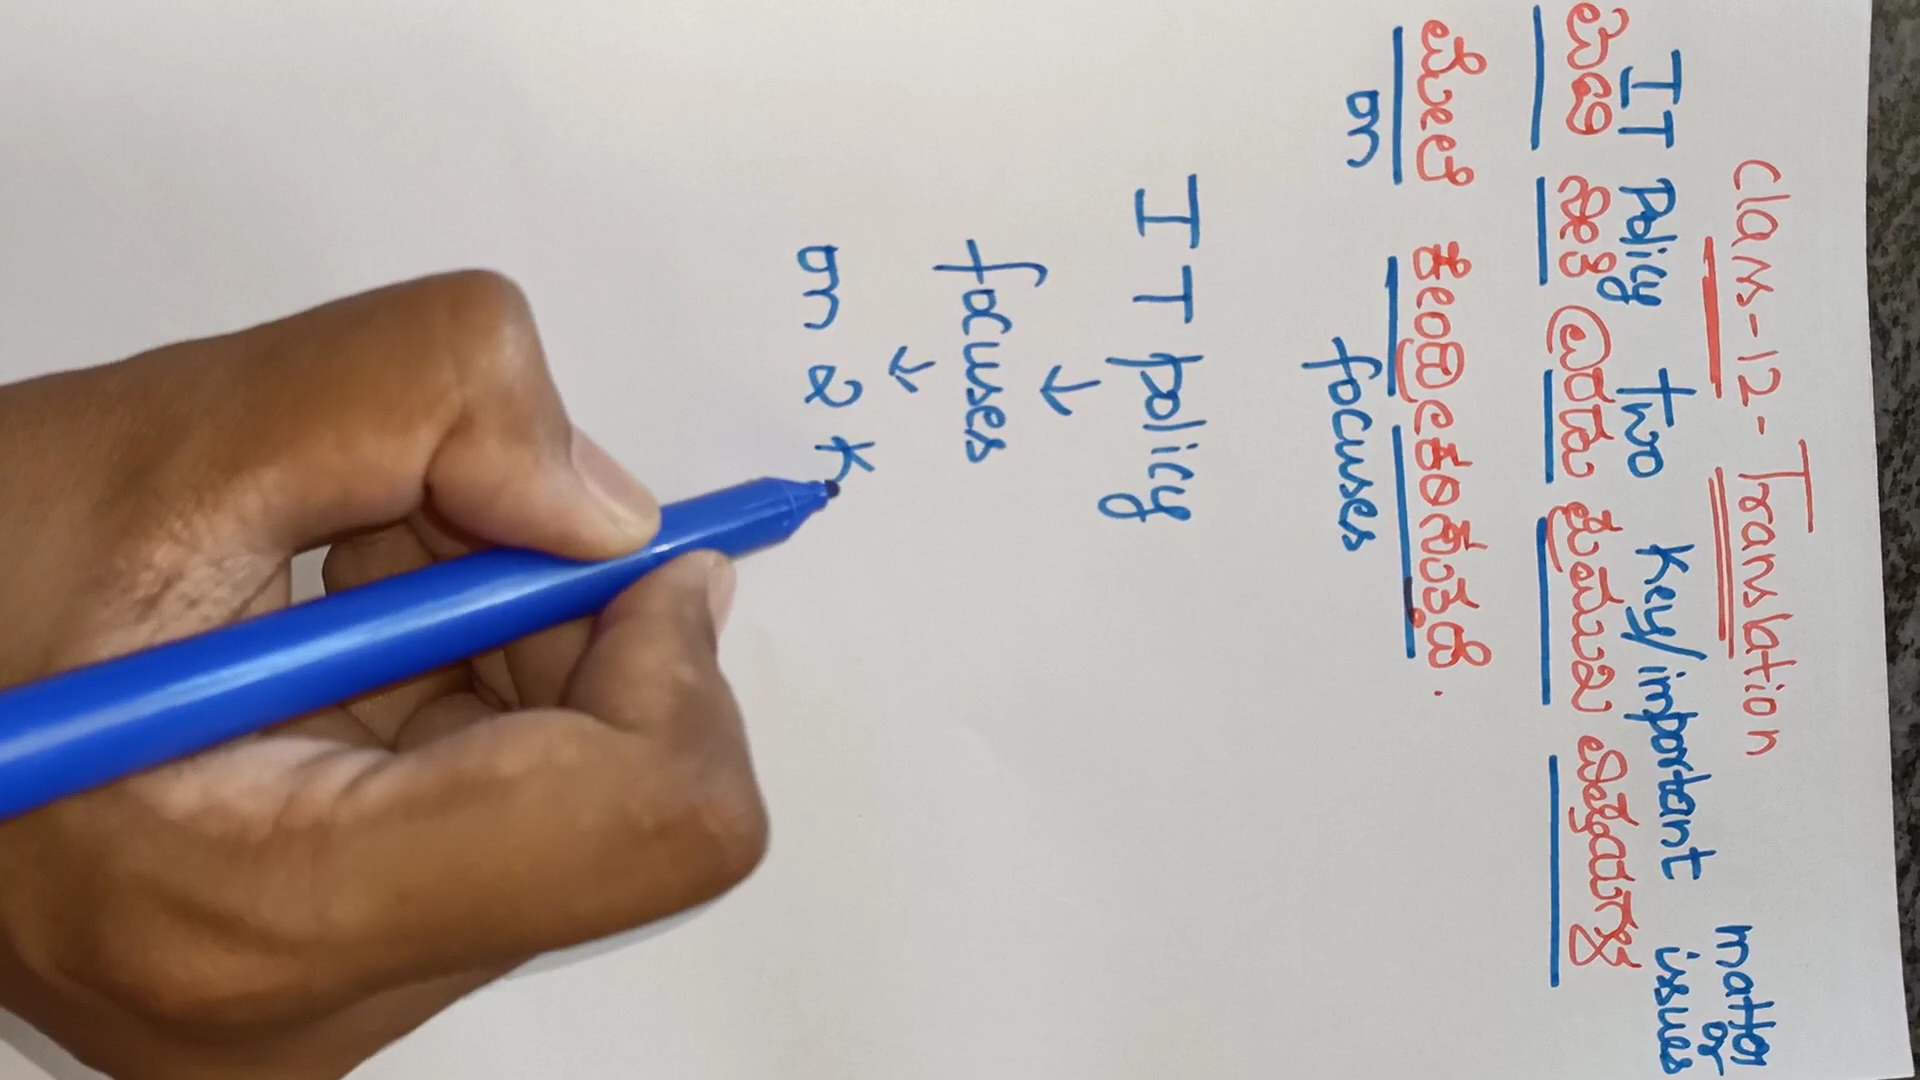 Class-12-Translation
matter or
IT Policy Two Key/important issues
ನೀತಿ ಎರಡು ಪ್ರಮುಖ ವಿಷಯಗಳ
ಮೇಲೆ ಕೇಂದ್ರೀಕರಿಸುತ್ತದೆ.
on focuses
IT policy
↓
focuses
↓
on 2 K